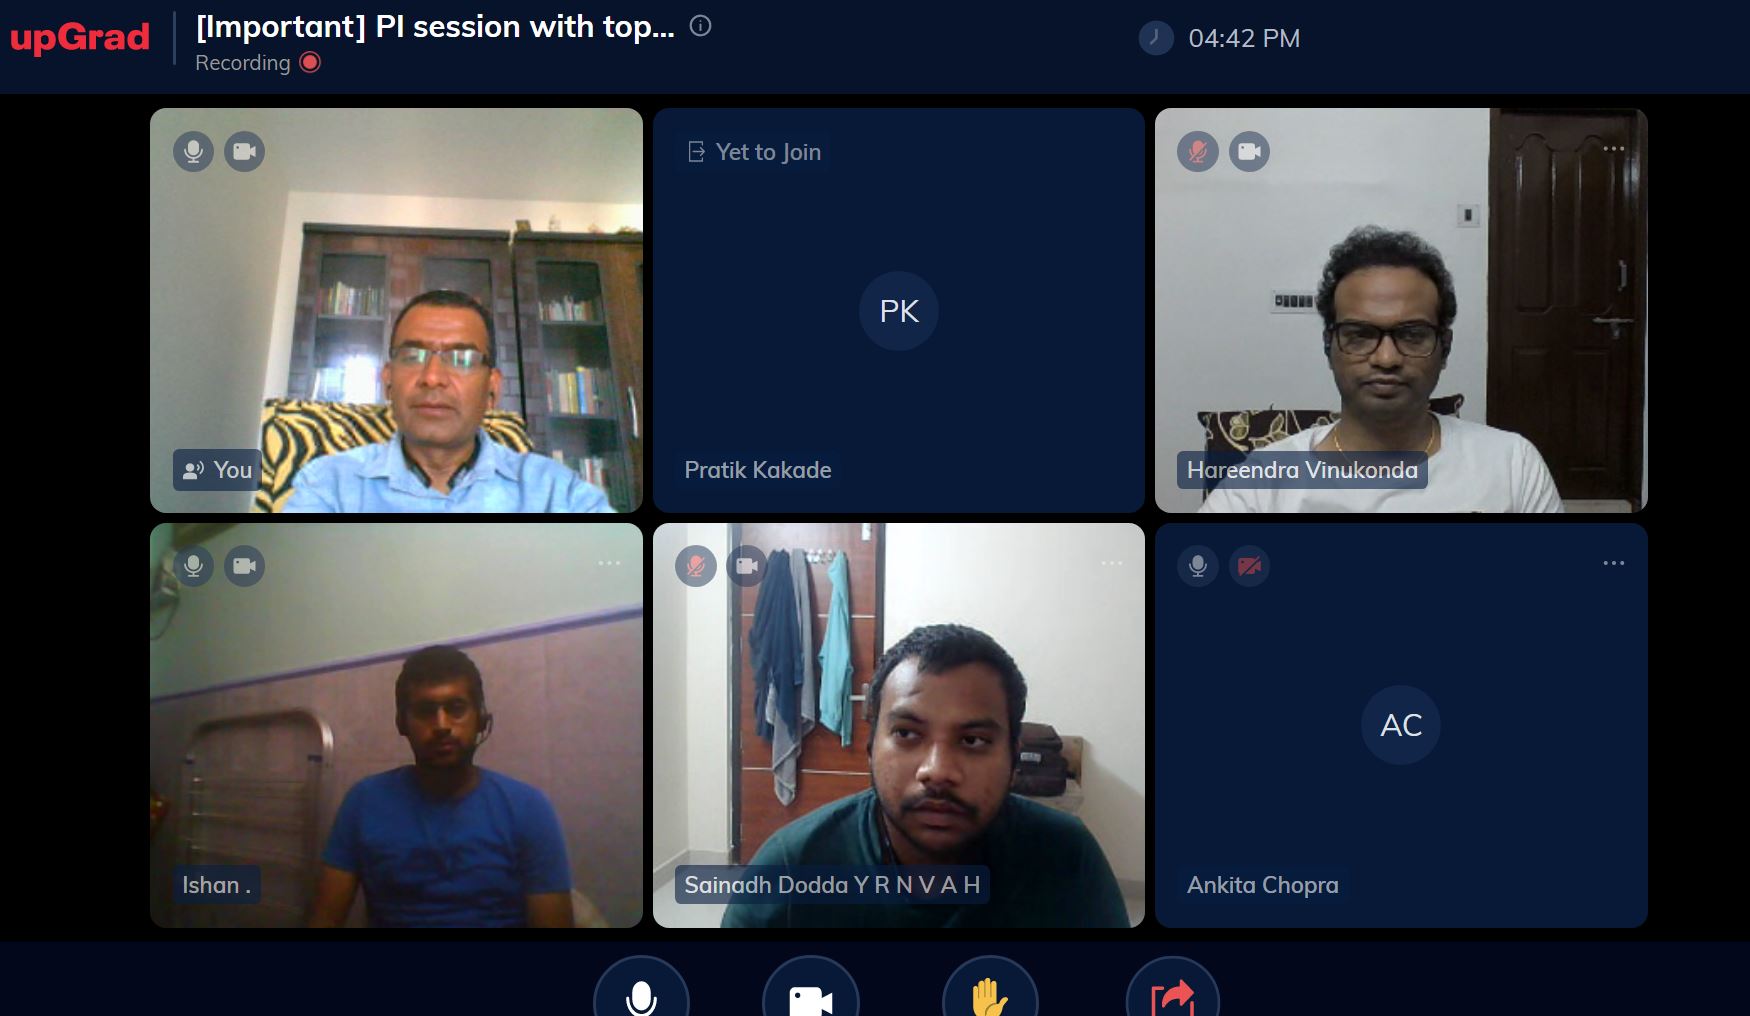 upGrad
[Important] PI session with top...
Recording
04:42 PM
You
Yet to Join
PK
Pratik Kakade
Hareendra Vinukonda
Ishan .
Sainadh Dodda Y R N V A H
AC
Ankita Chopra